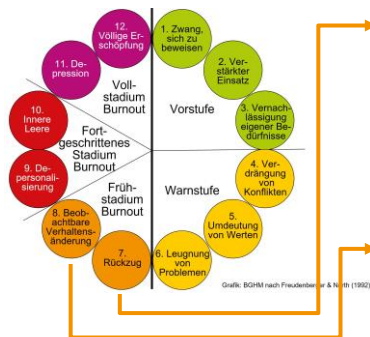 1. Zwang,
sich zu
beweisen
2. Ver-
stärkter
Einsatz
3. Vernach-
lässigung
eigener Be-
dürfnisse
4. Ver-
drängung
von
Konflikten
5.
Umdeutung
von Werten
6. Leugnung
von
Problemen
7.
Rückzug
8. Beob-
achtbare
Verhaltens-
änderung
9. De-
personali-
sierung
10.
Innere
Leere
11. De-
pression
12.
Völlige Er-
schöpfung
Voll-
stadium
Burnout
Vorstufe
Fort-
geschrittenes
Stadium
Burnout
Früh-
stadium
Burnout
Warnstufe
Grafik: BGHM nach Freudenberger & North (1992)